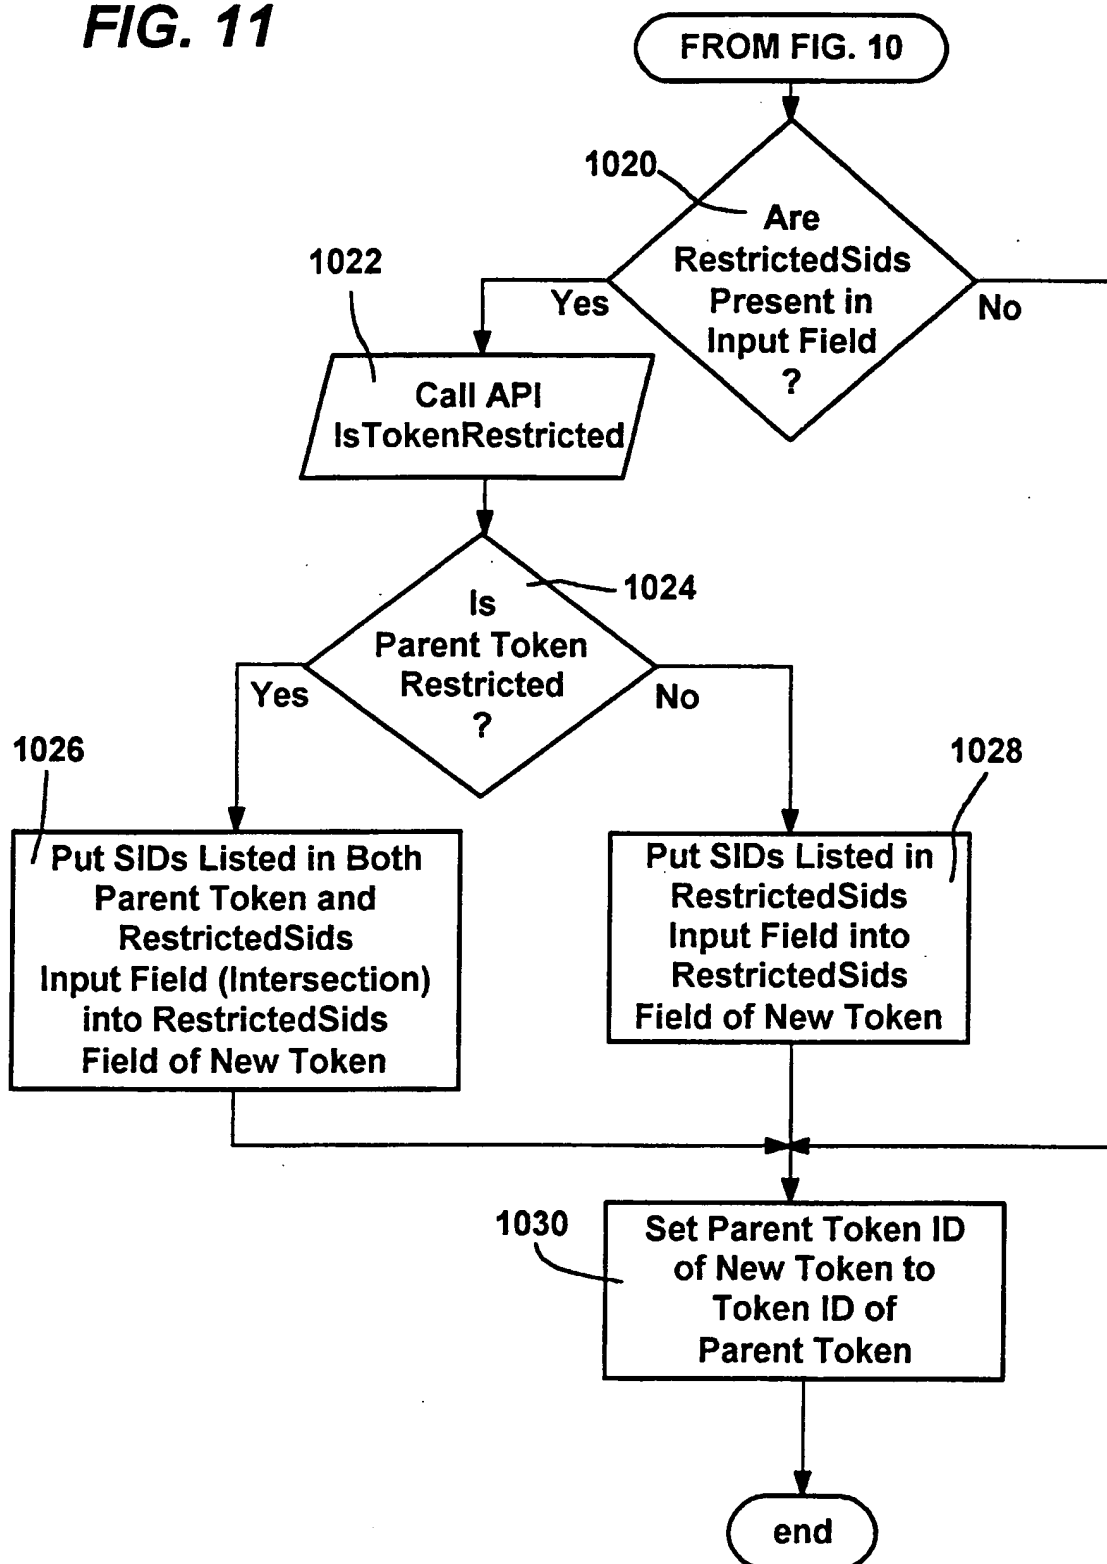 FIG. 11
FROM FIG. 10
1020
Are
RestrictedSids
Present in
Input Field
?
Yes
No
1022
Call API
IsTokenRestricted
1024
Is
Parent Token
Restricted
?
Yes
No
1026
Put SIDs Listed in Both
Parent Token and
RestrictedSids
Input Field (Intersection)
into RestrictedSids
Field of New Token
1028
Put SIDs Listed in
RestrictedSids
Input Field into
RestrictedSids
Field of New Token
1030
Set Parent Token ID
of New Token to
Token ID of
Parent Token
end